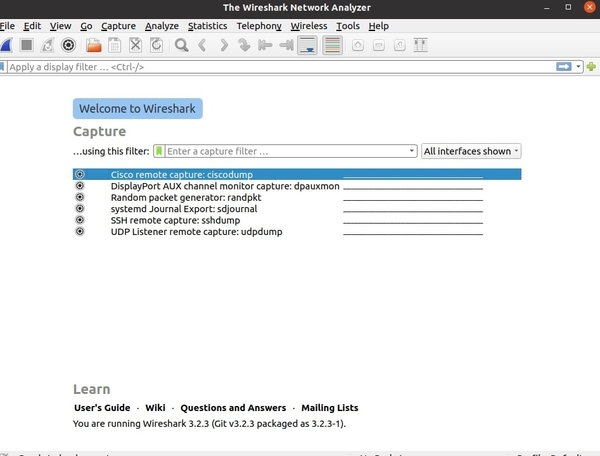 The Wireshark Network Analyzer
File Edit View Go Capture Analyze Statistics Telephony Wireless Tools Help
Apply a display filter … <Ctrl-/>
Welcome to Wireshark
Capture
…using this filter: Enter a capture filter … All interfaces shown
Cisco remote capture: ciscodump
DisplayPort AUX channel monitor capture: dpauxmon
Random packet generator: randpkt
systemd Journal Export: sdjournal
SSH remote capture: sshdump
UDP Listener remote capture: udpdump
Learn
User's Guide · Wiki · Questions and Answers · Mailing Lists
You are running Wireshark 3.2.3 (Git v3.2.3 packaged as 3.2.3-1).